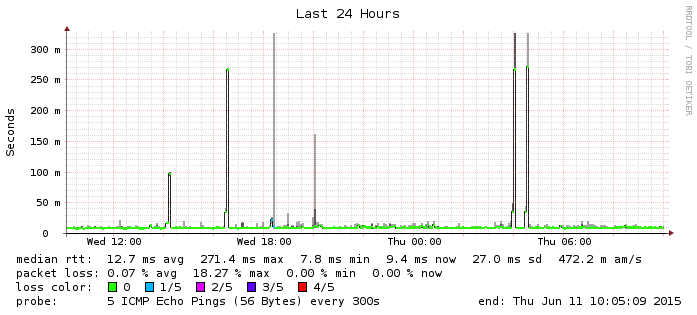 Last 24 Hours
RRDTOOL / TOBI OETIKER
Seconds
300 m
250 m
200 m
150 m
100 m
50 m
0
Wed 12:00 Wed 18:00 Thu 00:00 Thu 06:00
median rtt: 12.7 ms avg 271.4 ms max 7.8 ms min 9.4 ms now 27.0 ms sd 472.2 m am/s
packet loss: 0.07 % avg 18.27 % max 0.00 % min 0.00 % now
loss color: 0 1/5 2/5 3/5 4/5
probe: 5 ICMP Echo Pings (56 Bytes) every 300s end: Thu Jun 11 10:05:09 2015